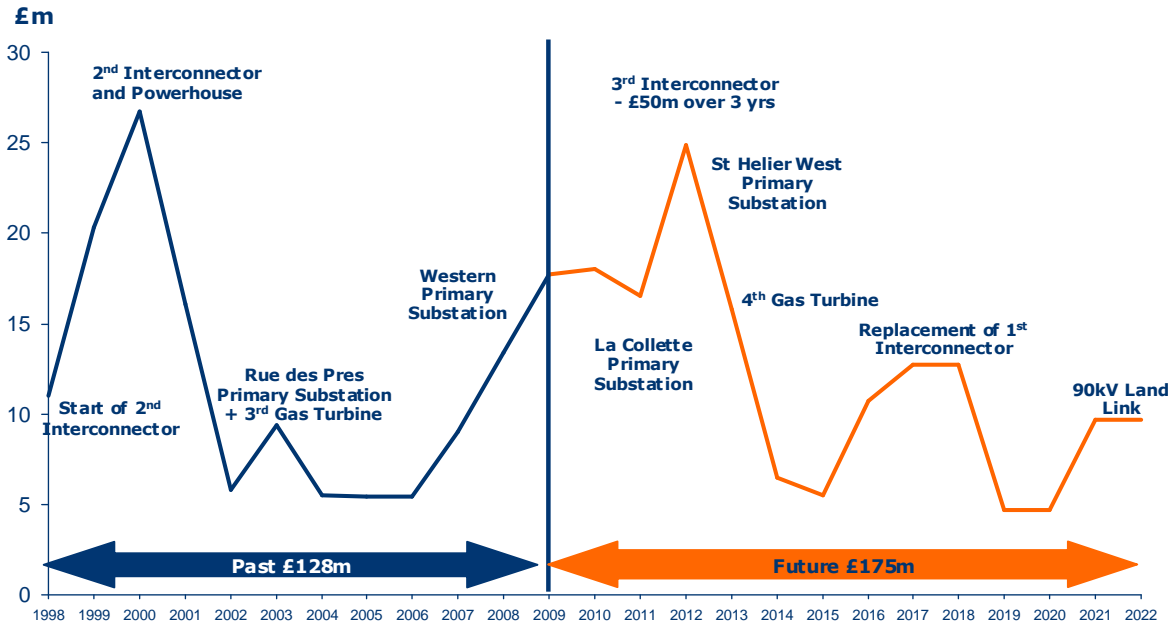 £m
30
25
20
15
10
5
0
2nd Interconnector
and Powerhouse
3rd Interconnector
- £50m over 3 yrs
St Helier West
Primary
Substation
Western
Primary
Substation
4th Gas Turbine
Replacement of 1st
Interconnector
La Collette
Primary
Substation
Rue des Pres
Primary Substation
+ 3rd Gas Turbine
Start of 2nd
Interconnector
90kV Land
Link
Past £128m
Future £175m
1998 1999 2000 2001 2002 2003 2004 2005 2006 2007 2008 2009 2010 2011 2012 2013 2014 2015 2016 2017 2018 2019 2020 2021 2022